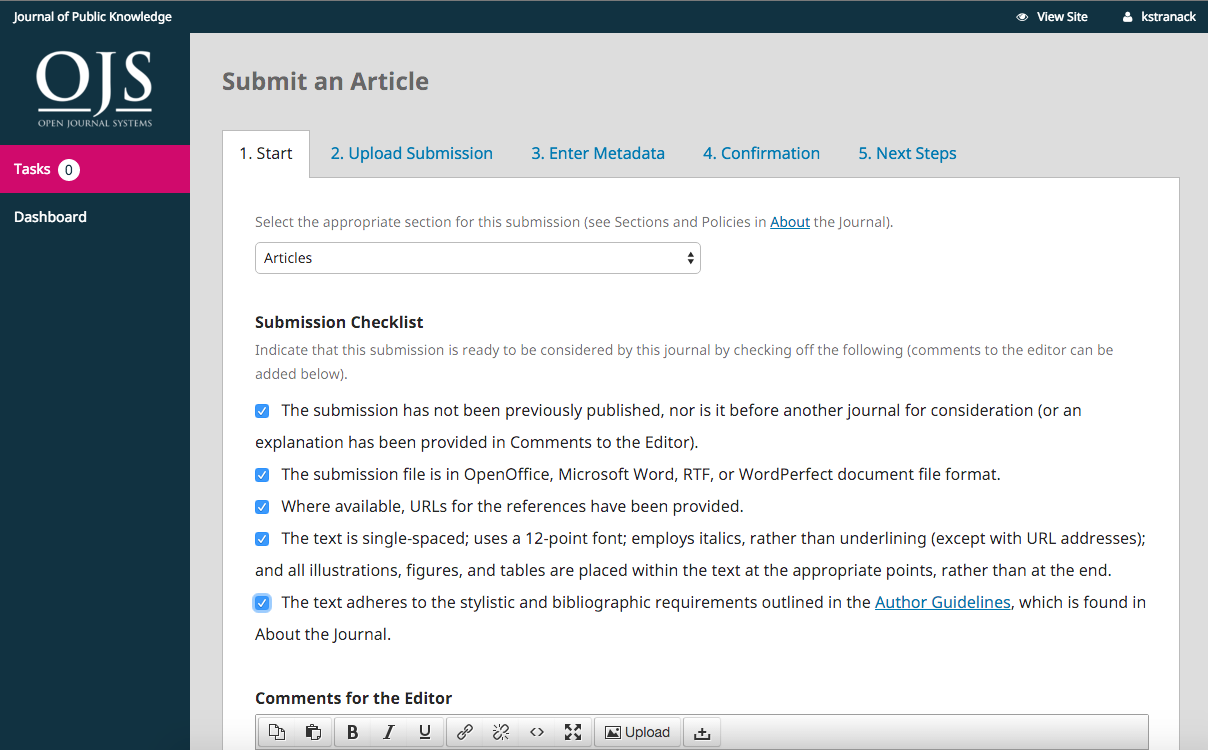 Journal of Public Knowledge
View Site
kstranack
OJS
OPEN JOURNAL SYSTEMS
Tasks 0
Dashboard
Submit an Article
1. Start
2. Upload Submission
3. Enter Metadata
4. Confirmation
5. Next Steps
Select the appropriate section for this submission (see Sections and Policies in About the Journal).
Articles
Submission Checklist
Indicate that this submission is ready to be considered by this journal by checking off the following (comments to the editor can be
added below).
The submission has not been previously published, nor is it before another journal for consideration (or an
explanation has been provided in Comments to the Editor).
The submission file is in OpenOffice, Microsoft Word, RTF, or WordPerfect document file format.
Where available, URLs for the references have been provided.
The text is single-spaced; uses a 12-point font; employs italics, rather than underlining (except with URL addresses);
and all illustrations, figures, and tables are placed within the text at the appropriate points, rather than at the end.
The text adheres to the stylistic and bibliographic requirements outlined in the Author Guidelines, which is found in
About the Journal.
Comments for the Editor
B I U Upload